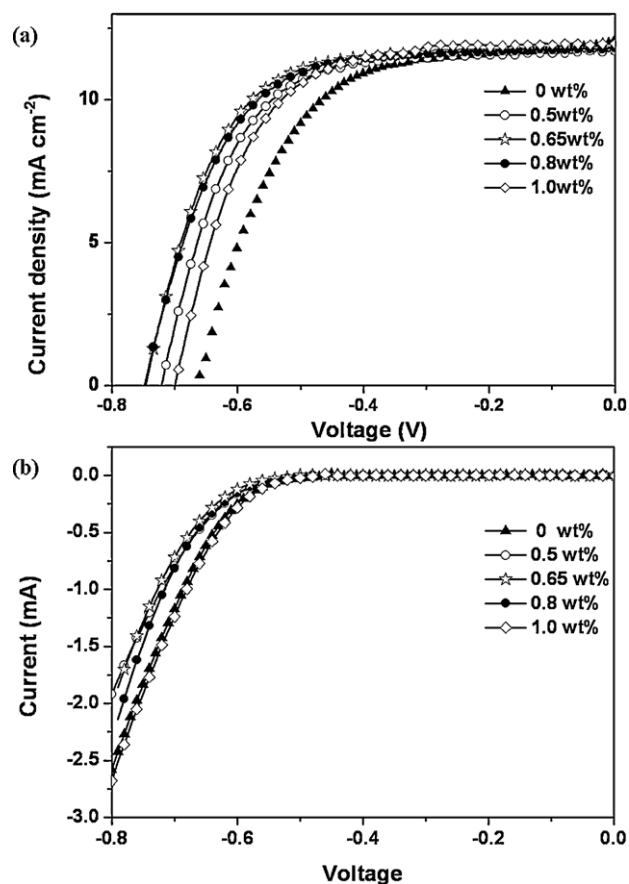 (a)
Current density (mA cm-2)
10
5
0
0 wt%
0.5wt%
0.65wt%
0.8wt%
1.0wt%
-0.8
-0.6
-0.4
-0.2
0.0
Voltage (V)
(b)
Current (mA)
0.0
-0.5
-1.0
-1.5
-2.0
-2.5
-3.0
0 wt%
0.5 wt%
0.65 wt%
0.8 wt%
1.0 wt%
-0.8
-0.6
-0.4
-0.2
0.0
Voltage